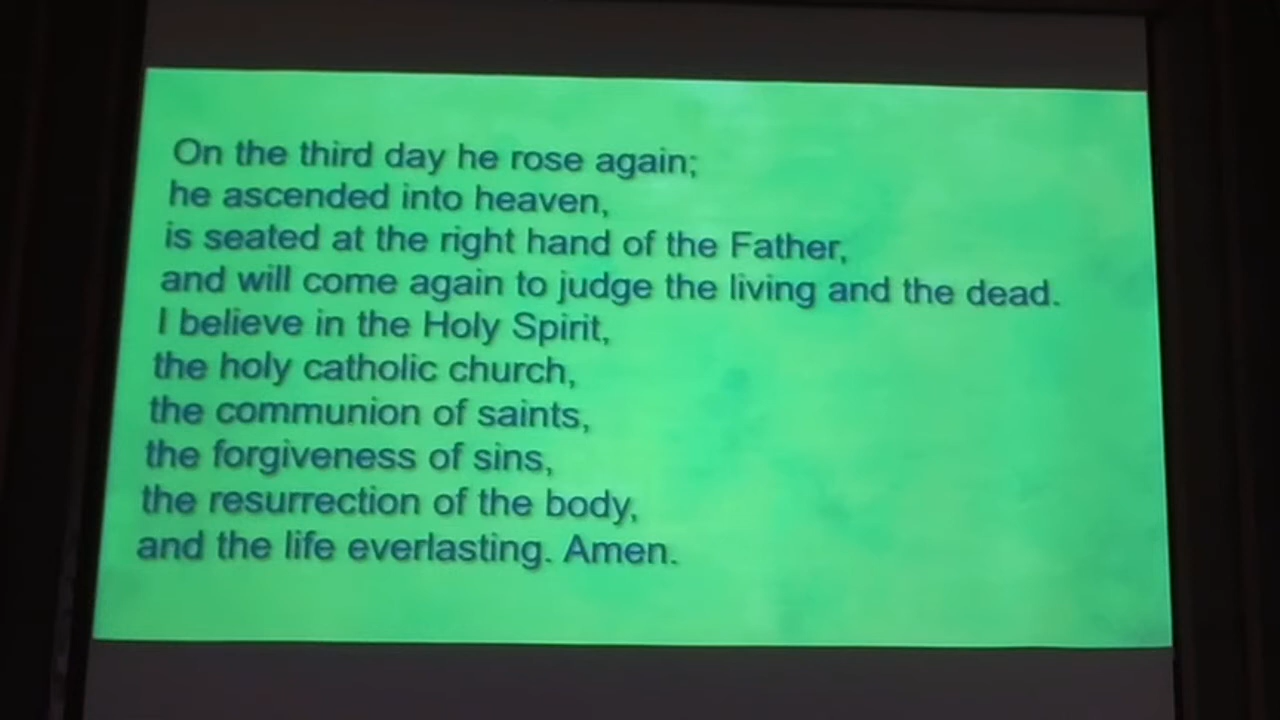 On the third day he rose again;
he ascended into heaven,
is seated at the right hand of the Father,
and will come again to judge the living and the dead.
I believe in the Holy Spirit,
the holy catholic church,
the communion of saints,
the forgiveness of sins,
the resurrection of the body,
and the life everlasting. Amen.